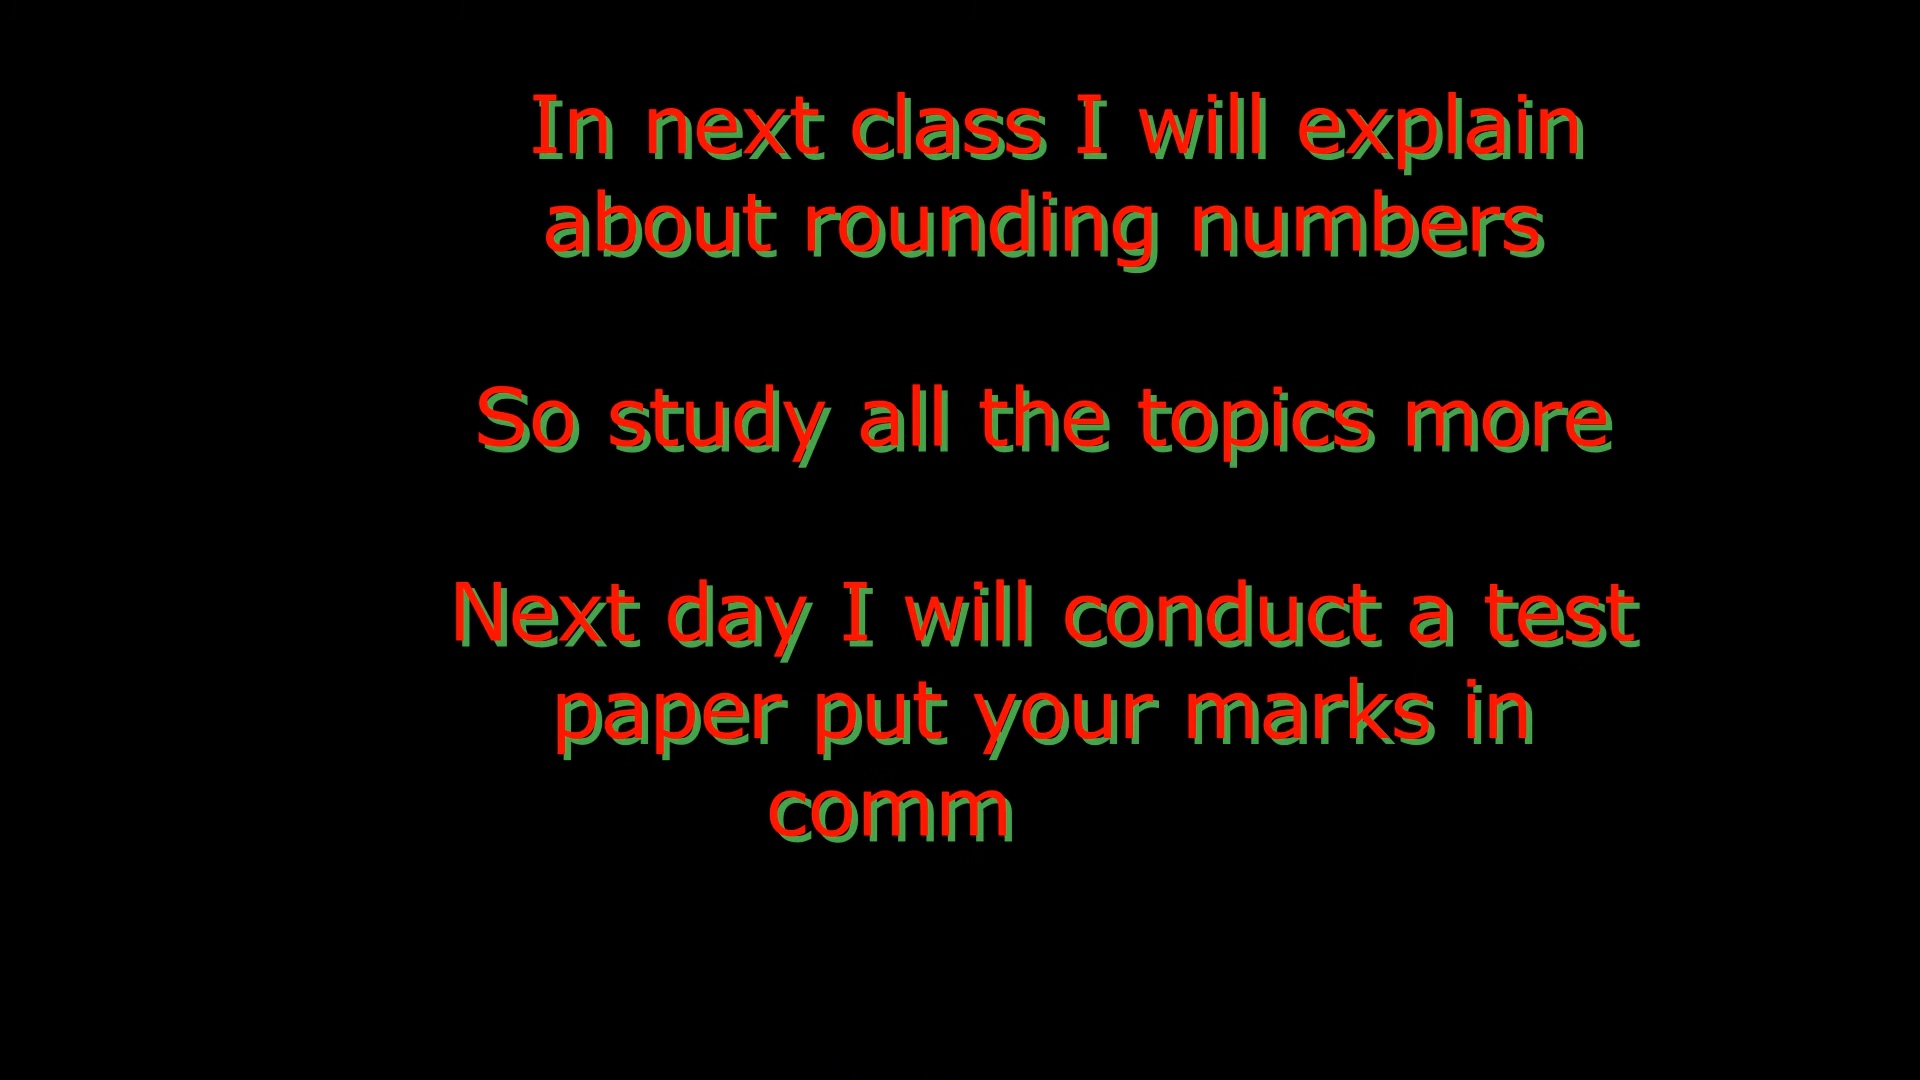 In next class I will explain
about rounding numbers
So study all the topics more
Next day I will conduct a test
paper put your marks in
comm